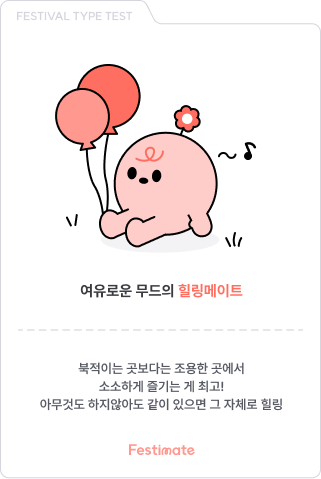 FESTIVAL TYPE TEST
여유로운 무드의 힐링메이트
북적이는 곳보다는 조용한 곳에서
소소하게 즐기는 게 최고!
아무것도 하지않아도 같이 있으면 그 자체로 힐링
Festimate